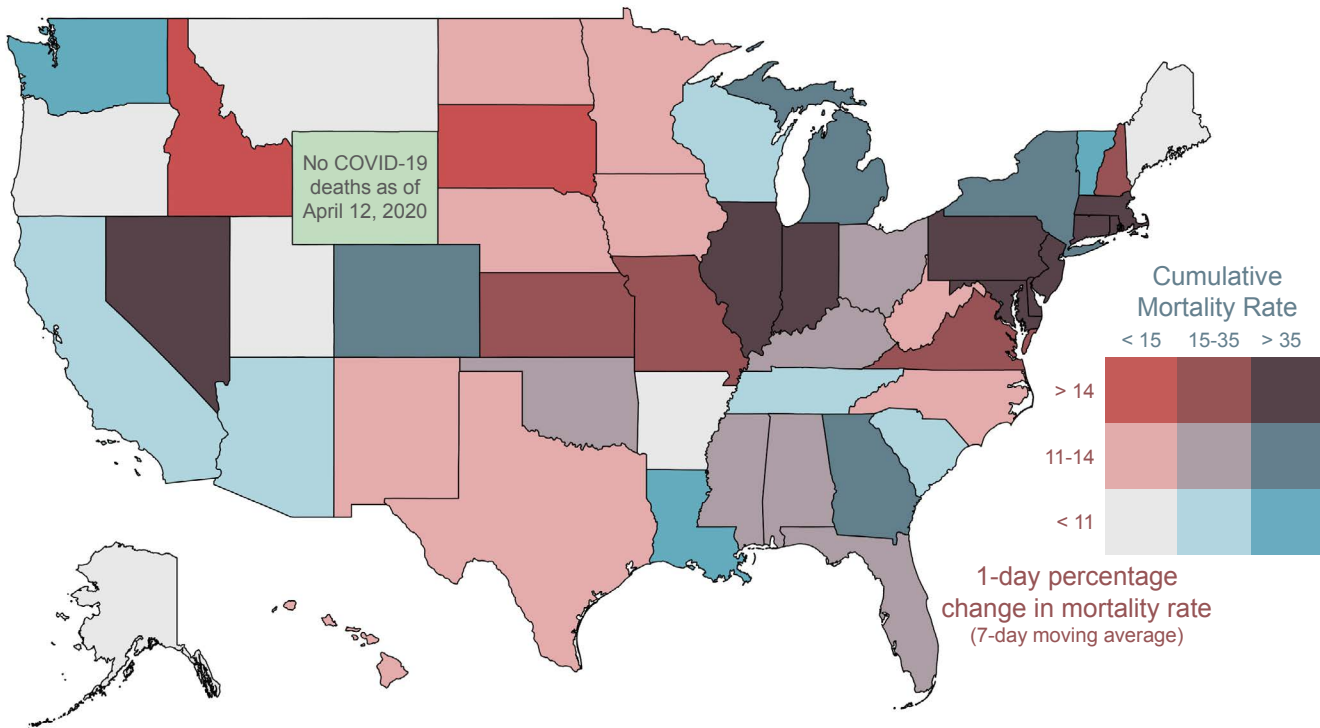 No COVID-19
deaths as of
April 12, 2020
Cumulative
Mortality Rate
< 15 15-35 > 35
> 14
11-14
< 11
1-day percentage
change in mortality rate
(7-day moving average)